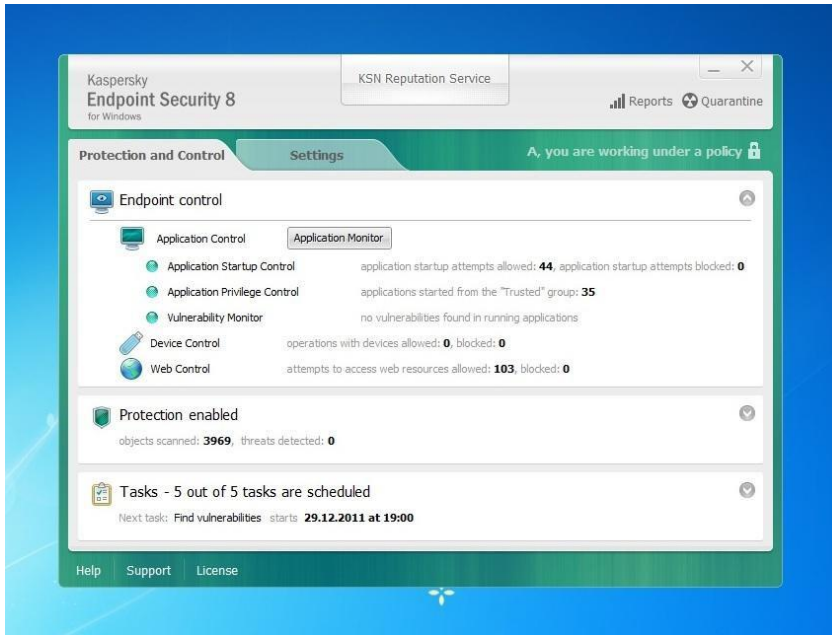 Kaspersky
Endpoint Security 8
for Windows
KSN Reputation Service
Reports Quarantine
Protection and Control
Settings
A, you are working under a policy
Endpoint control
Application Control Application Monitor
Application Startup Control application startup attempts allowed: 44, application startup attempts blocked: 0
Application Privilege Control applications started from the "Trusted" group: 35
Vulnerability Monitor no vulnerabilities found in running applications
Device Control operations with devices allowed: 0, blocked: 0
Web Control attempts to access web resources allowed: 103, blocked: 0
Protection enabled
objects scanned: 3969, threats detected: 0
Tasks - 5 out of 5 tasks are scheduled
Next task: Find vulnerabilities starts 29.12.2011 at 19:00
Help Support License